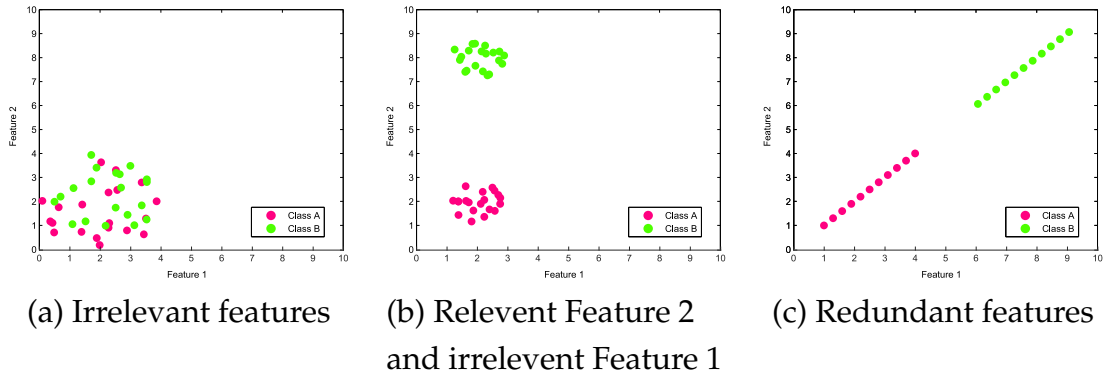 10
9
8
7
6
5
4
3
2
1
0
Feature 2
0 1 2 3 4 5 6 7 8 9 10
Feature 1
Class A
Class B
(a) Irrelevant features
10
9
8
7
6
5
4
3
2
1
0
Feature 2
0 1 2 3 4 5 6 7 8 9 10
Feature 1
Class A
Class B
(b) Relevent Feature 2
and irrelevent Feature 1
10
9
8
7
6
5
4
3
2
1
0
Feature 2
0 1 2 3 4 5 6 7 8 9 10
Feature 1
Class A
Class B
(c) Redundant features